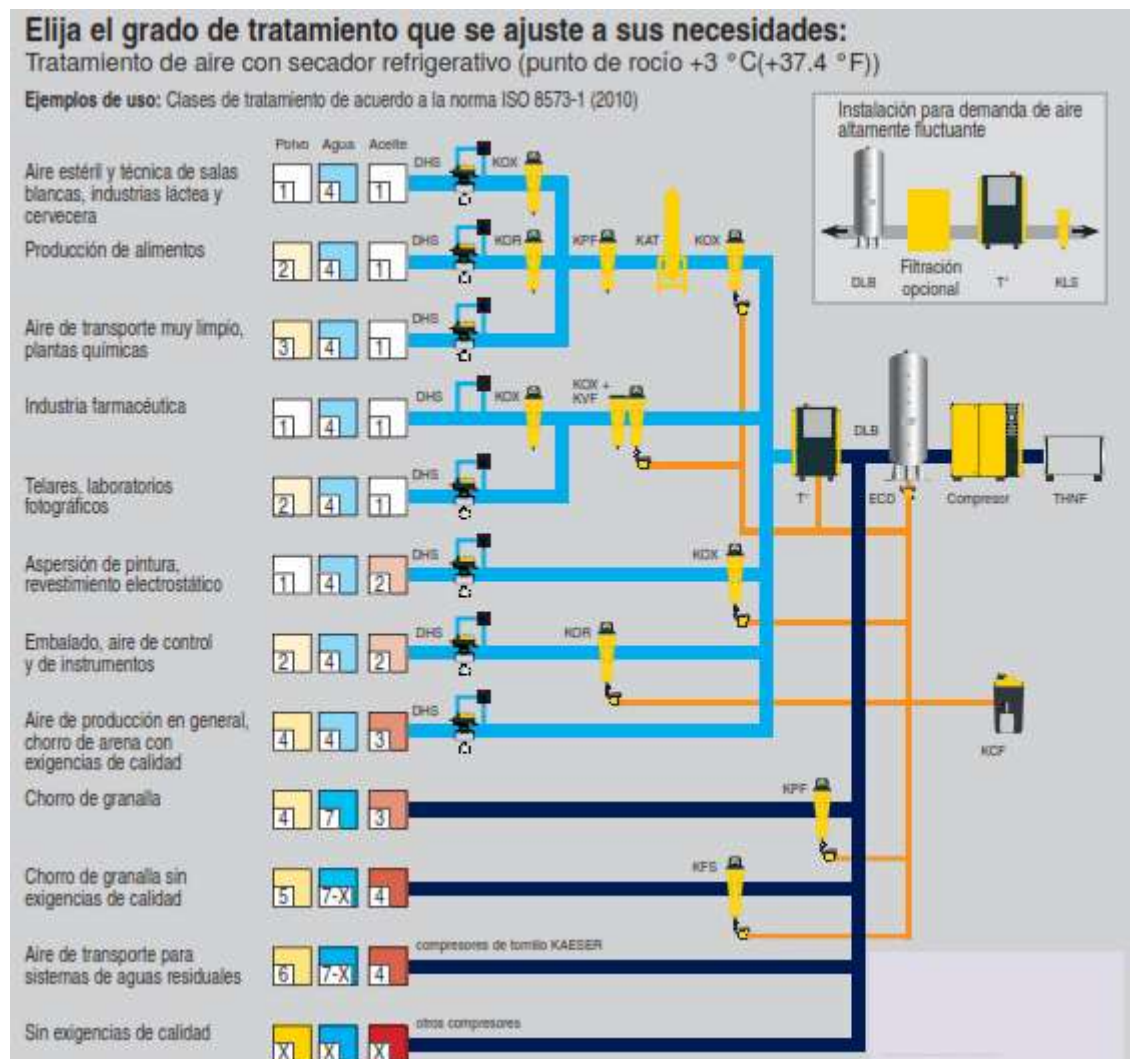 Elija el grado de tratamiento que se ajuste a sus necesidades:
Tratamiento de aire con secador refrigerativo (punto de rocío +3 °C(+37.4 °F))
Ejemplos de uso: Clases de tratamiento de acuerdo a la norma ISO 8573-1 (2010)
Instalación para demanda de aire
altamente fluctuante
DLB
Filtración
opcional
T*
KLS
Polvo Agua Aceite
Aire estéril y técnica de salas
blancas, industrias láctea y
cervecera
1 4 1
DHS
KOX
Producción de alimentos
2 4 1
DHS
KOR
KPF
KAT
KOX
Aire de transporte muy limpio,
plantas químicas
3 4 1
DHS
Industria farmacéutica
1 4 1
DHS
KOX
KOX +
KVF
DLB
T*
ECD
Compresor
THNF
Telares, laboratorios
fotográficos
2 4 1
DHS
Aspersión de pintura,
revestimiento electrostático
1 4 2
DHS
KOX
Embalado, aire de control
y de instrumentos
2 4 2
DHS
KOR
Aire de producción en general,
chorro de arena con
exigencias de calidad
4 4 3
DHS
KCF
Chorro de granalla
4 7 3
KPF
Chorro de granalla sin
exigencias de calidad
5 7-X 4
KFS
Aire de transporte para
sistemas de aguas residuales
6 7-X 4
compresores de tornillo KAESER
Sin exigencias de calidad
X X X
otros compresores